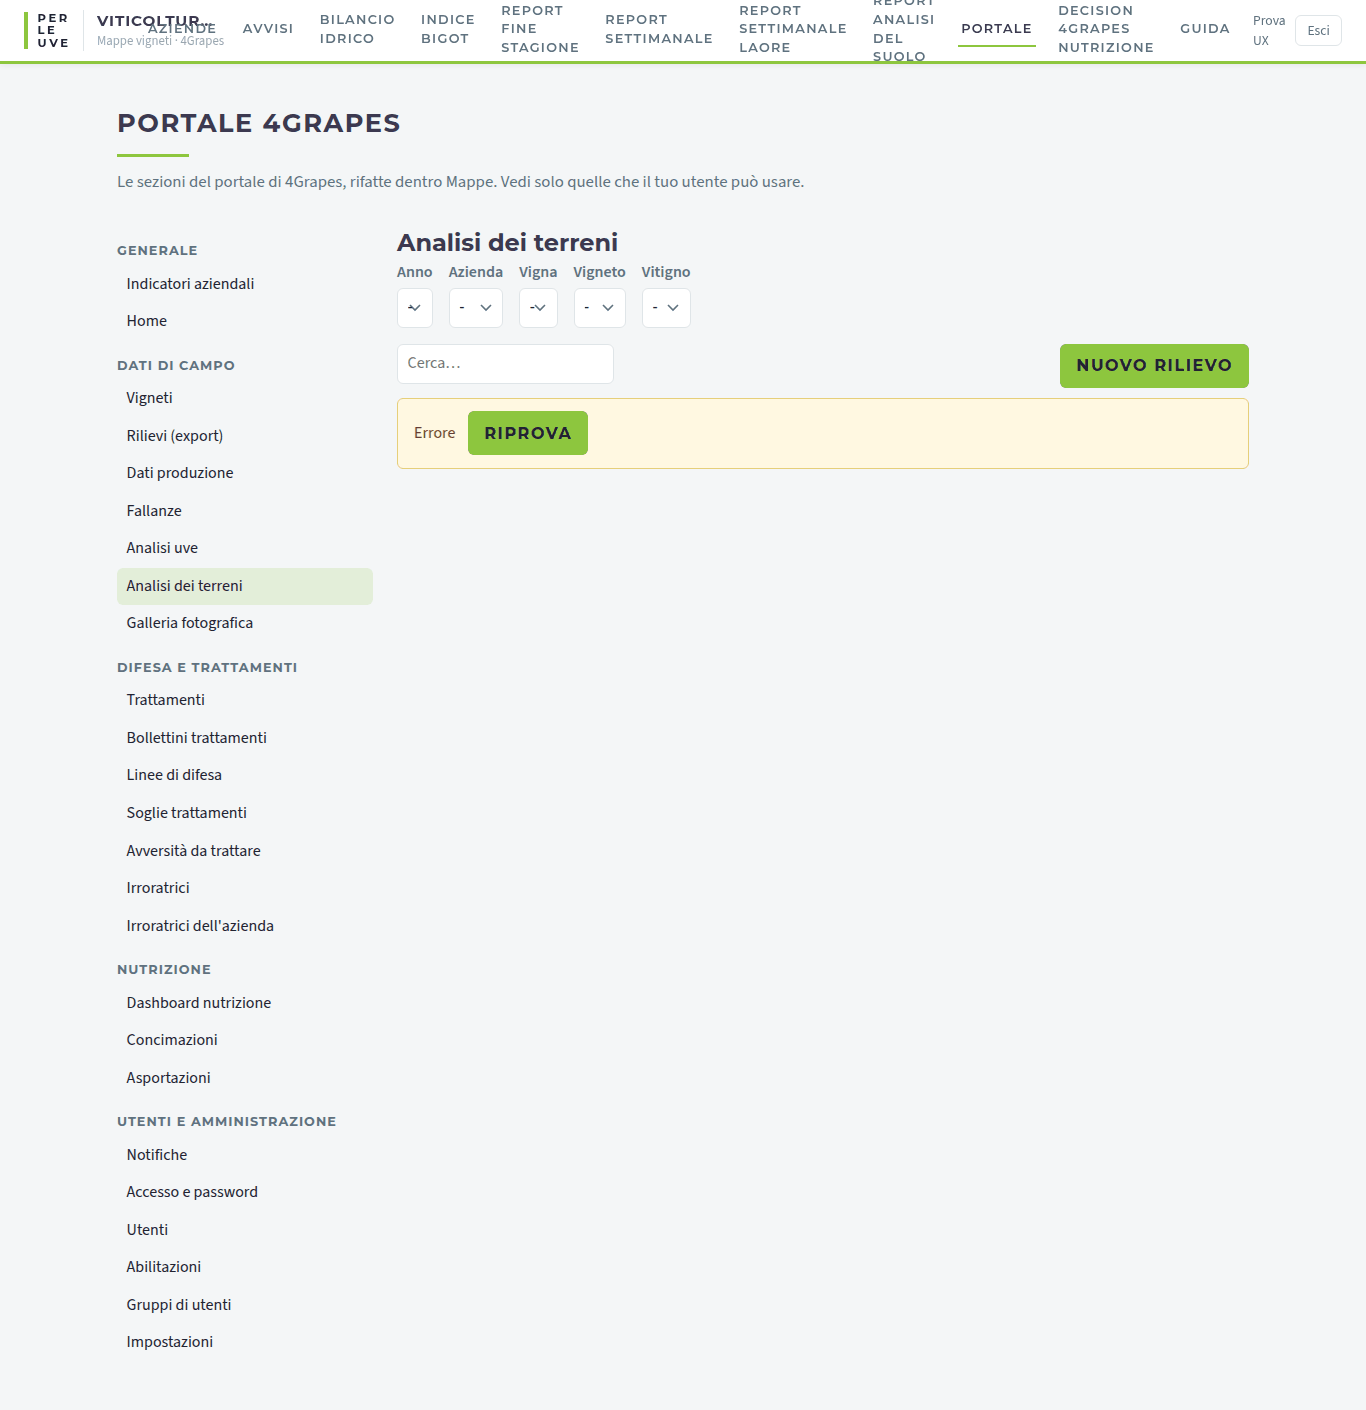 PER
LE
UVE
VITICOLTUR…
Mappe vigneti · 4Grapes
AZIENDE
AVVISI
BILANCIO
IDRICO
INDICE
BIGOT
REPORT
FINE
STAGIONE
REPORT
SETTIMANALE
REPORT
SETTIMANALE
LAORE
REPORT
ANALISI
DEL
SUOLO
PORTALE
DECISION
4GRAPES
NUTRIZIONE
GUIDA
Prova
UX
Esci
PORTALE 4GRAPES
Le sezioni del portale di 4Grapes, rifatte dentro Mappe. Vedi solo quelle che il tuo utente può usare.
GENERALE
Indicatori aziendali
Home
DATI DI CAMPO
Vigneti
Rilievi (export)
Dati produzione
Fallanze
Analisi uve
Analisi dei terreni
Galleria fotografica
DIFESA E TRATTAMENTI
Trattamenti
Bollettini trattamenti
Linee di difesa
Soglie trattamenti
Avversità da trattare
Irroratrici
Irroratrici dell'azienda
NUTRIZIONE
Dashboard nutrizione
Concimazioni
Asportazioni
UTENTI E AMMINISTRAZIONE
Notifiche
Accesso e password
Utenti
Abilitazioni
Gruppi di utenti
Impostazioni
Analisi dei terreni
Anno Azienda Vigna Vigneto Vitigno
- - - - -
Cerca…
NUOVO RILIEVO
Errore RIPROVA